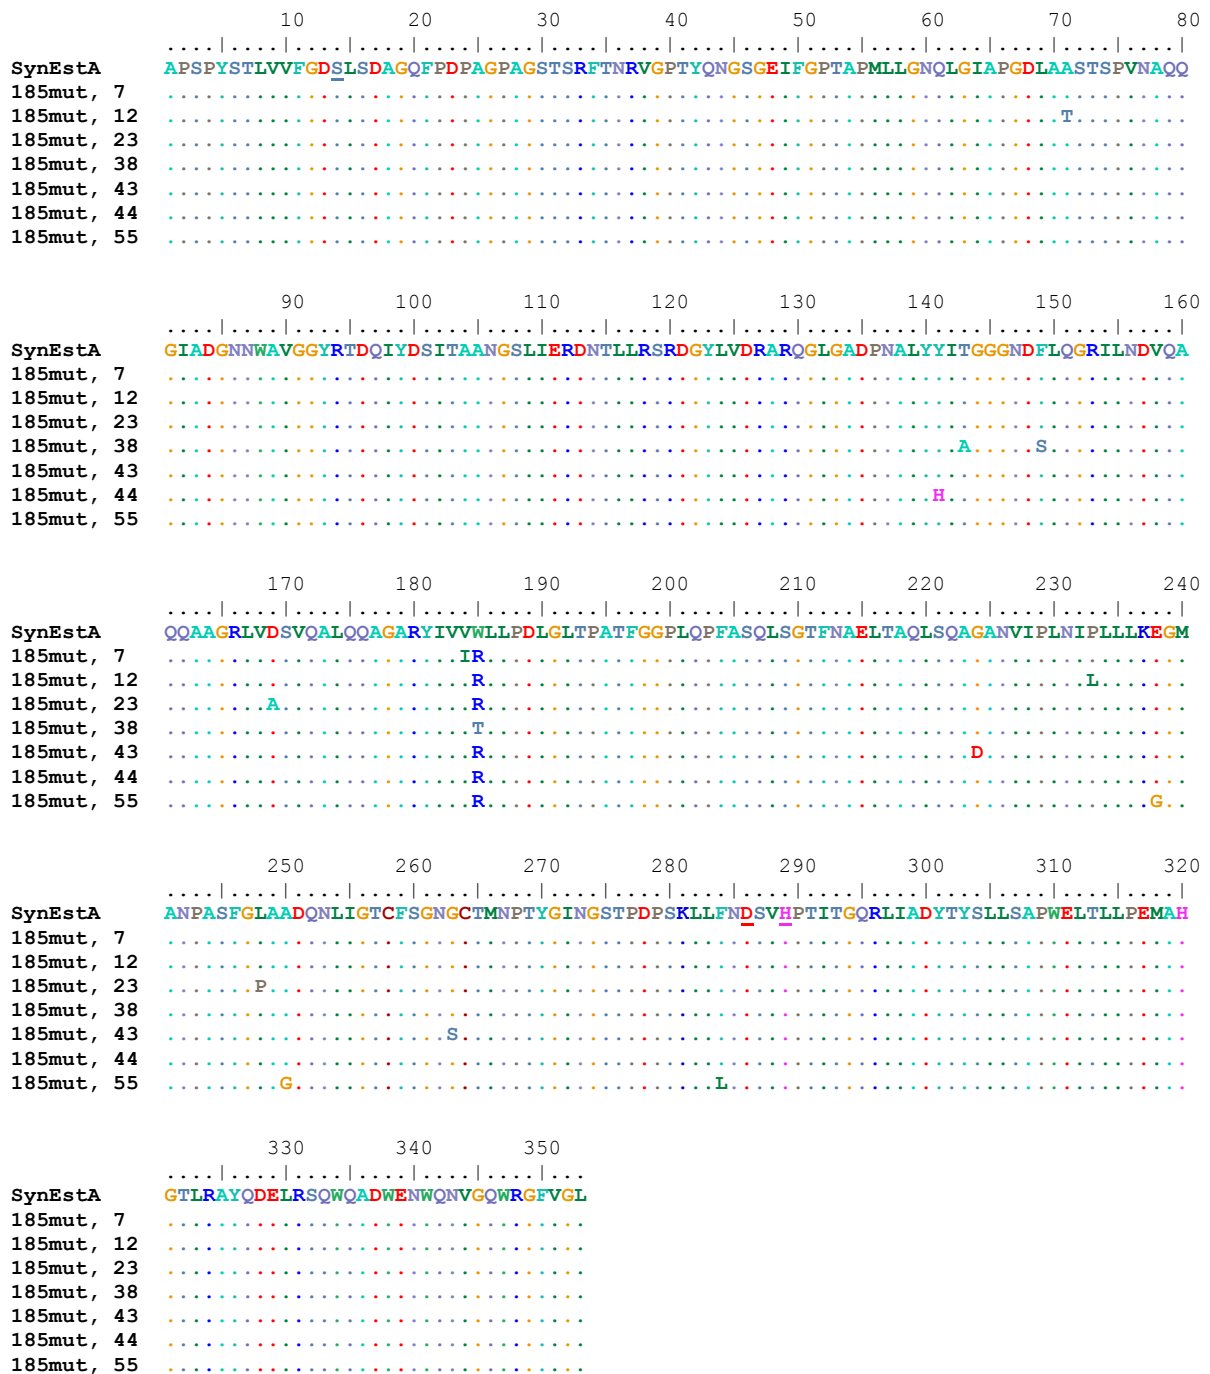 10 20 30 40 50 60 70 80
....|....|....|....|....|....|....|....|....|....|....|....|....|....|....|....|
SynEstA APSPYSTLVVFGDSLSDAGQFPDPAGPAGSTSRFTNRVGPTYQNGSGEIFGPTAPMLLGNQLGIAPGDLAASTSPVNAQQ
185mut, 7 ................................................................................
185mut, 12 ......................................................................T.........
185mut, 23 ................................................................................
185mut, 38 ................................................................................
185mut, 43 ................................................................................
185mut, 44 ................................................................................
185mut, 55 ................................................................................
90 100 110 120 130 140 150 160
....|....|....|....|....|....|....|....|....|....|....|....|....|....|....|....|
SynEstA GIADGNNWAVGGYRTDQIYDSITAANGSLIERDNTLLRSRDGYLVDRARQGLGADPNALYYITGGGNDFLQGRILNDVQA
185mut, 7 ................................................................................
185mut, 12 ................................................................................
185mut, 23 ................................................................................
185mut, 38 ..............................................................A.....S...........
185mut, 43 ................................................................................
185mut, 44 ............................................................H...................
185mut, 55 ................................................................................
170 180 190 200 210 220 230 240
....|....|....|....|....|....|....|....|....|....|....|....|....|....|....|....|
SynEstA QQAAGRLVDSVQALQQAGARYIVVWLLPDLGLTPATFGGPLQPFASQLSGTFNAELTAQLSQAGANVIPLNIPLLLKEGM
185mut, 7 .......................IR.......................................................
185mut, 12 ........................R...............................................L.......
185mut, 23 ........A...............R.......................................................
185mut, 38 ........................T.......................................................
185mut, 43 ........................R......................................D................
185mut, 44 ........................R.......................................................
185mut, 55 ........................R....................................................G..
250 260 270 280 290 300 310 320
....|....|....|....|....|....|....|....|....|....|....|....|....|....|....|....|
SynEstA ANPASFGLAADQNLIGTCFSGNGCTMNPTYGINGSTPDPSKLLFNDSVHPTITGQRLIADYTYSLLSAPWELTLLPEMAH
185mut, 7 ................................................................................
185mut, 12 ................................................................................
185mut, 23 .......P........................................................................
185mut, 38 ................................................................................
185mut, 43 ......................S.........................................................
185mut, 44 ................................................................................
185mut, 55 .........G.................................L....................................
330 340 350
....|....|....|....|....|....|...
SynEstA GTLRAYQDELRSQWQADWENWQNVGQWRGFVGL
185mut, 7 .................................
185mut, 12 .................................
185mut, 23 .................................
185mut, 38 .................................
185mut, 43 .................................
185mut, 44 .................................
185mut, 55 .................................